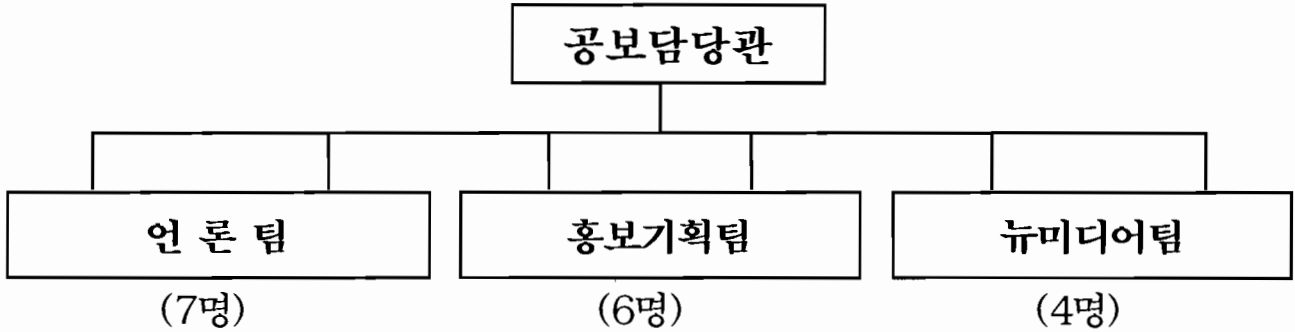 공보담당관
언 론 팀
홍보기획팀
뉴미디어팀
(7명)
(6명)
(4명)